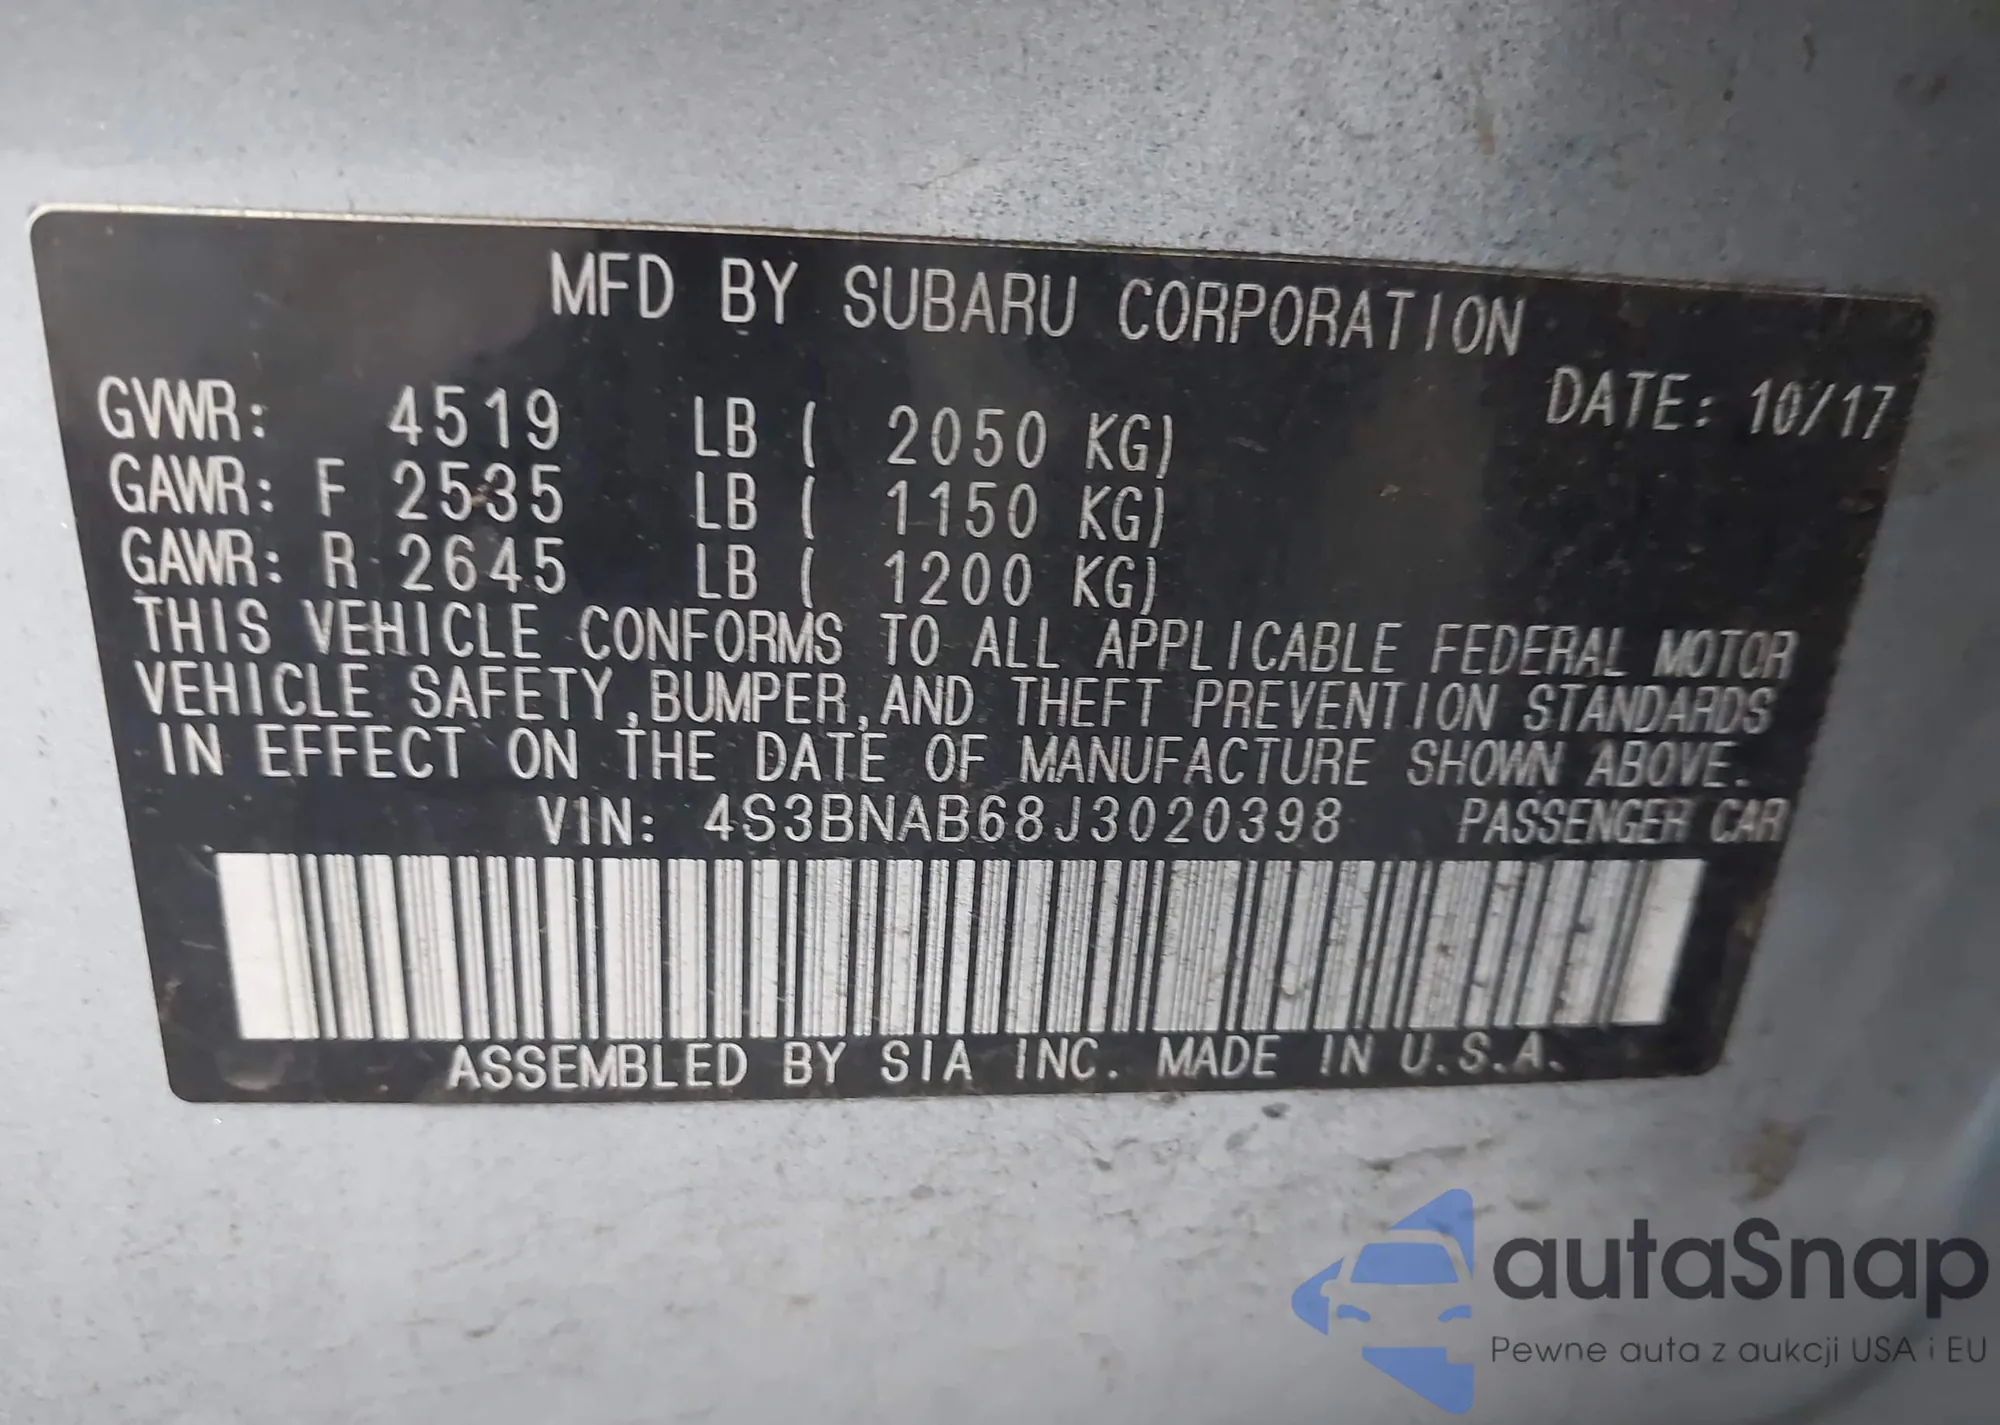 MFD BY SUBARU CORPORATION
DATE: 10/17
GVWR: 4519 LB ( 2050 KG)
GAWR: F 2535 LB ( 1150 KG)
GAWR: R 2645 LB ( 1200 KG)
THIS VEHICLE CONFORMS TO ALL APPLICABLE FEDERAL MOTOR
VEHICLE SAFETY,BUMPER,AND THEFT PREVENTION STANDARDS
IN EFFECT ON THE DATE OF MANUFACTURE SHOWN ABOVE.
VIN: 4S3BNAB68J3020398 PASSENGER CAR
ASSEMBLED BY SIA INC. MADE IN U.S.A.
autaSnap
Pewne auta z aukcji USA i EU